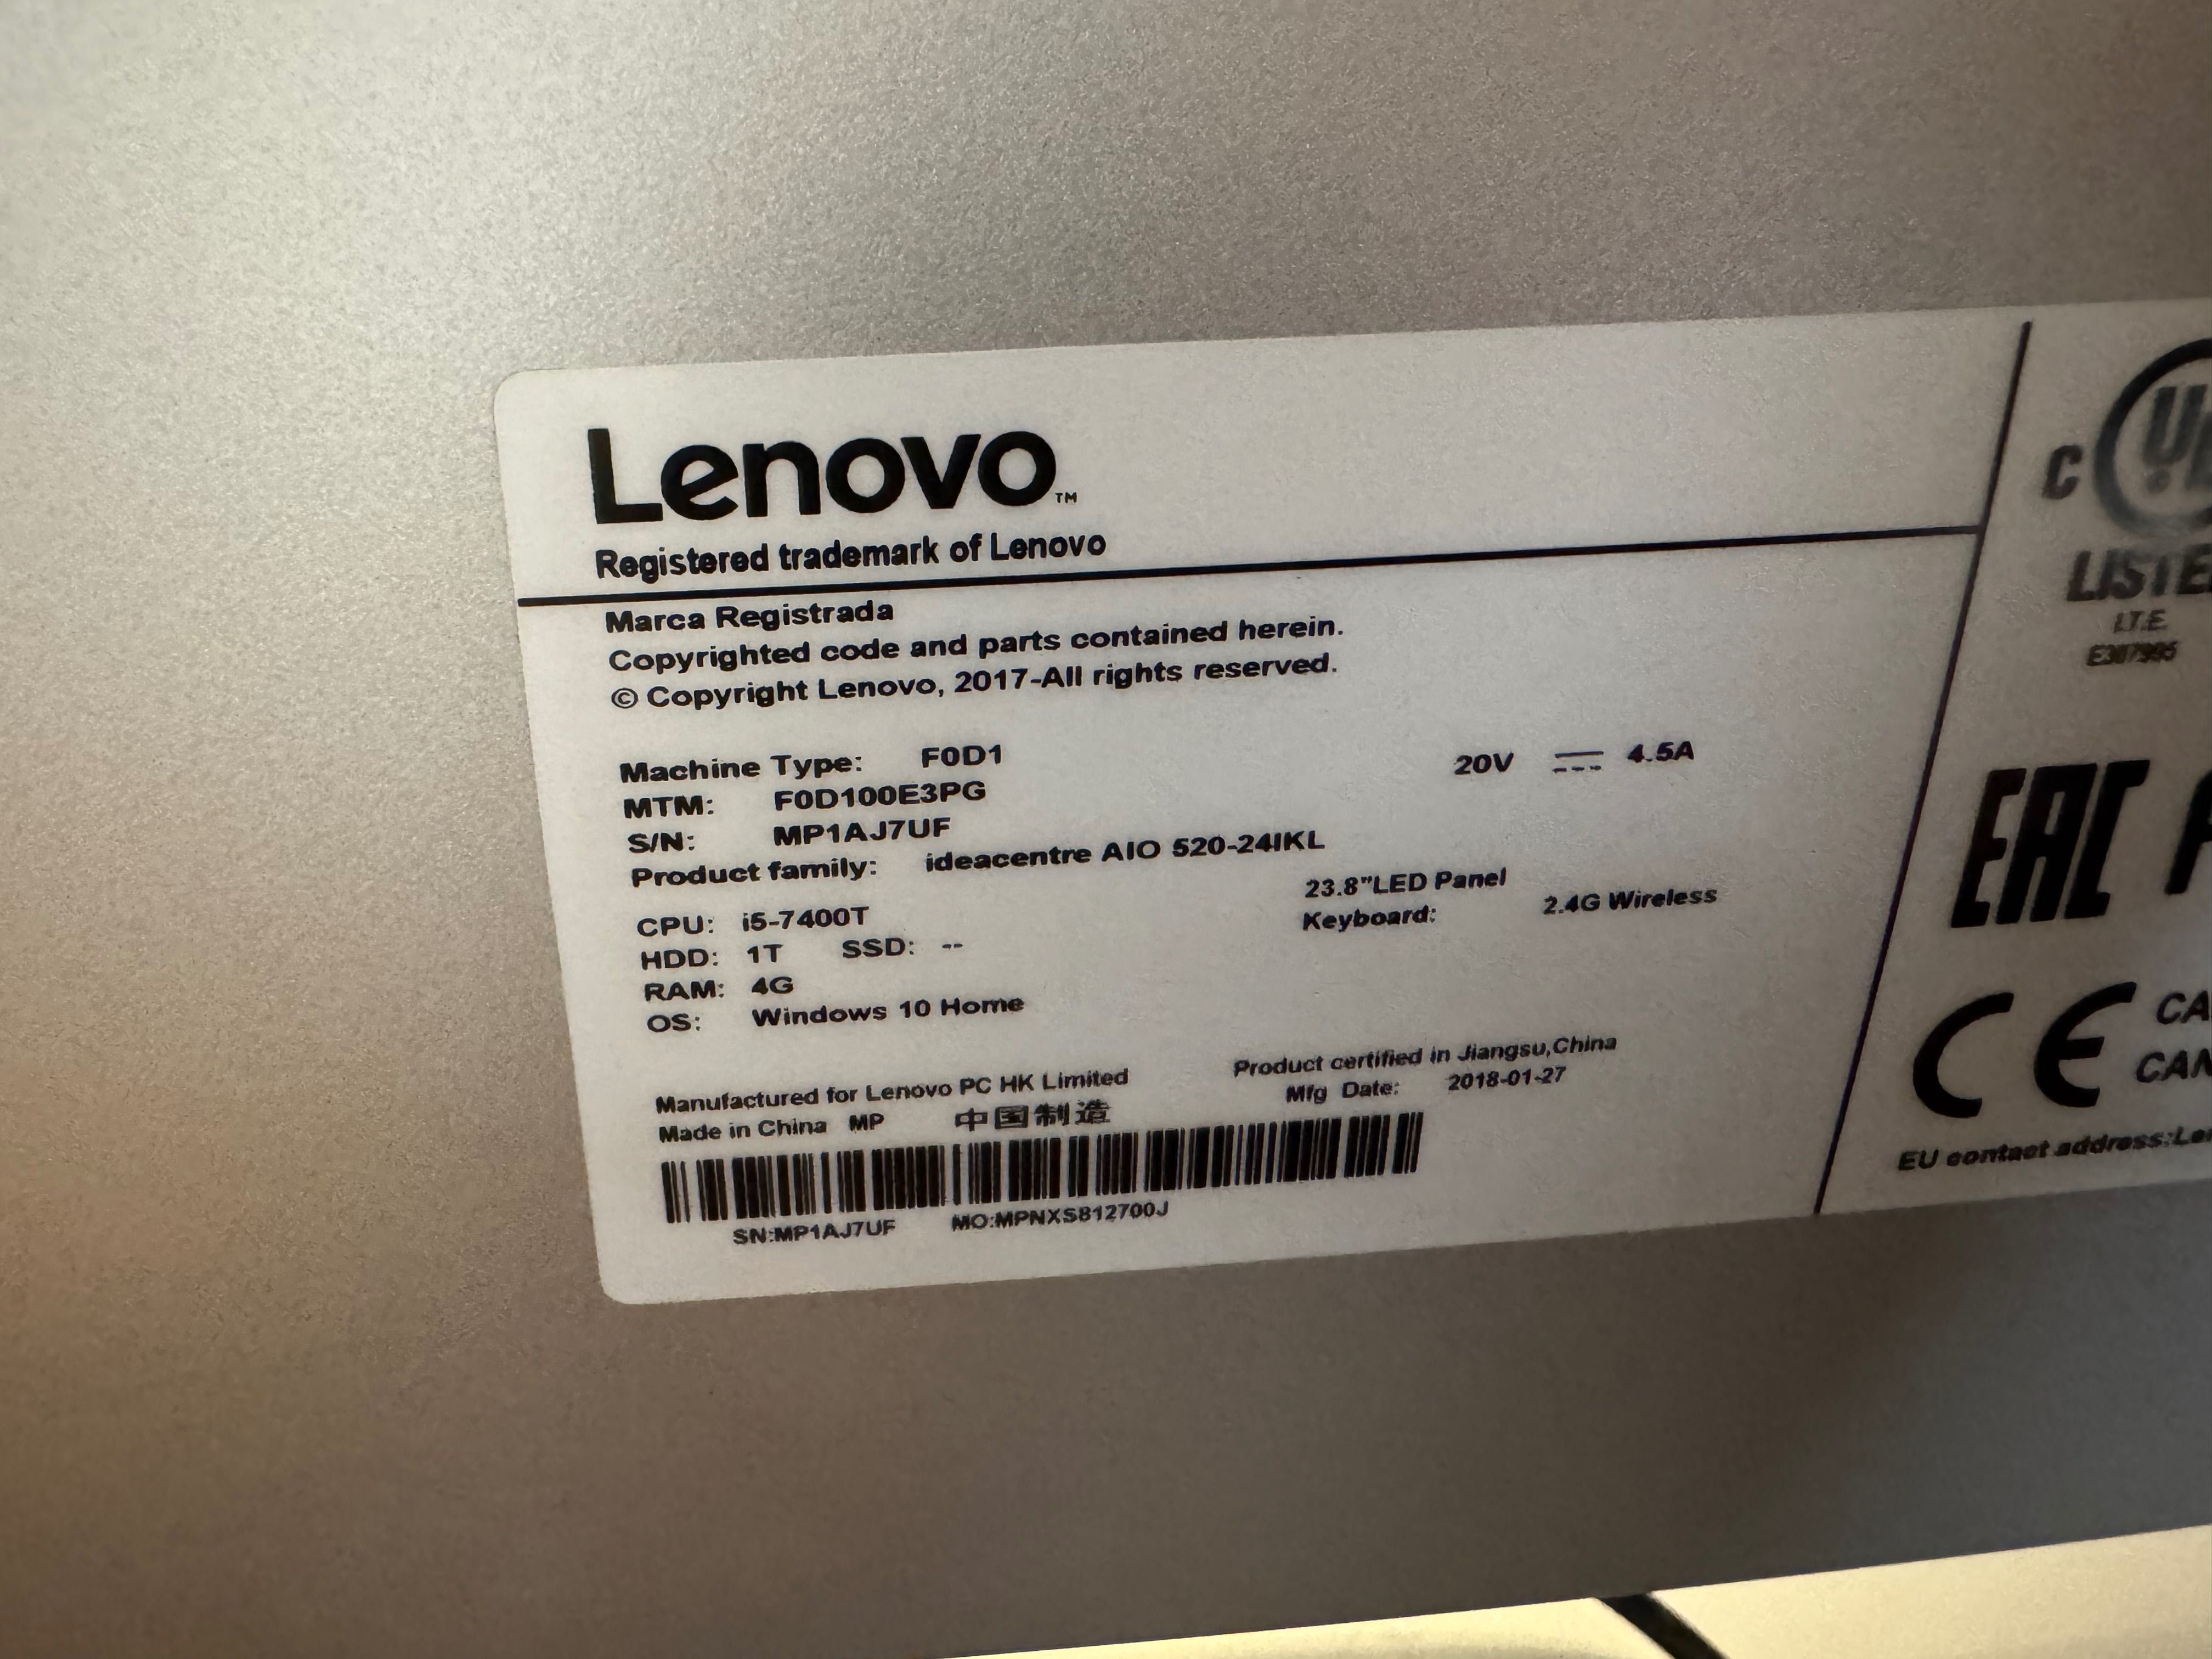 Lenovo™
Registered trademark of Lenovo
Marca Registrada
Copyrighted code and parts contained herein.
© Copyright Lenovo, 2017-All rights reserved.
Machine Type: F0D1
20V ⎓ 4.5A
MTM: F0D100E3PG
S/N: MP1AJ7UF
Product family: ideacentre AIO 520-24IKL
23.8"LED Panel
CPU: i5-7400T
Keyboard: 2.4G Wireless
HDD: 1T SSD: --
RAM: 4G
OS: Windows 10 Home
Manufactured for Lenovo PC HK Limited
Product certified in Jiangsu,China
Made in China MP 中国制造
Mfg Date: 2018-01-27
SN:MP1AJ7UF MO:MPNXS812700J
C
I.T.E.
EAC
CE
EU contact address: